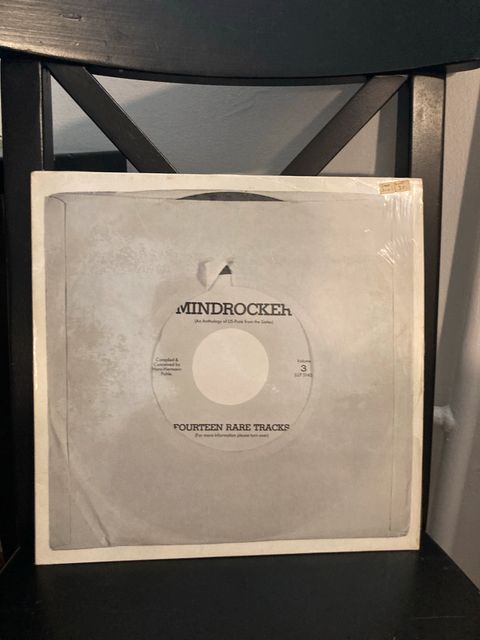 MINDROCKER
(An Anthology of US-Punk from the Sixties)
Compiled &
Conceived by
Hans-Hermann
Pohle.
Volume
3
FOURTEEN RARE TRACKS
(For more information please turn over)